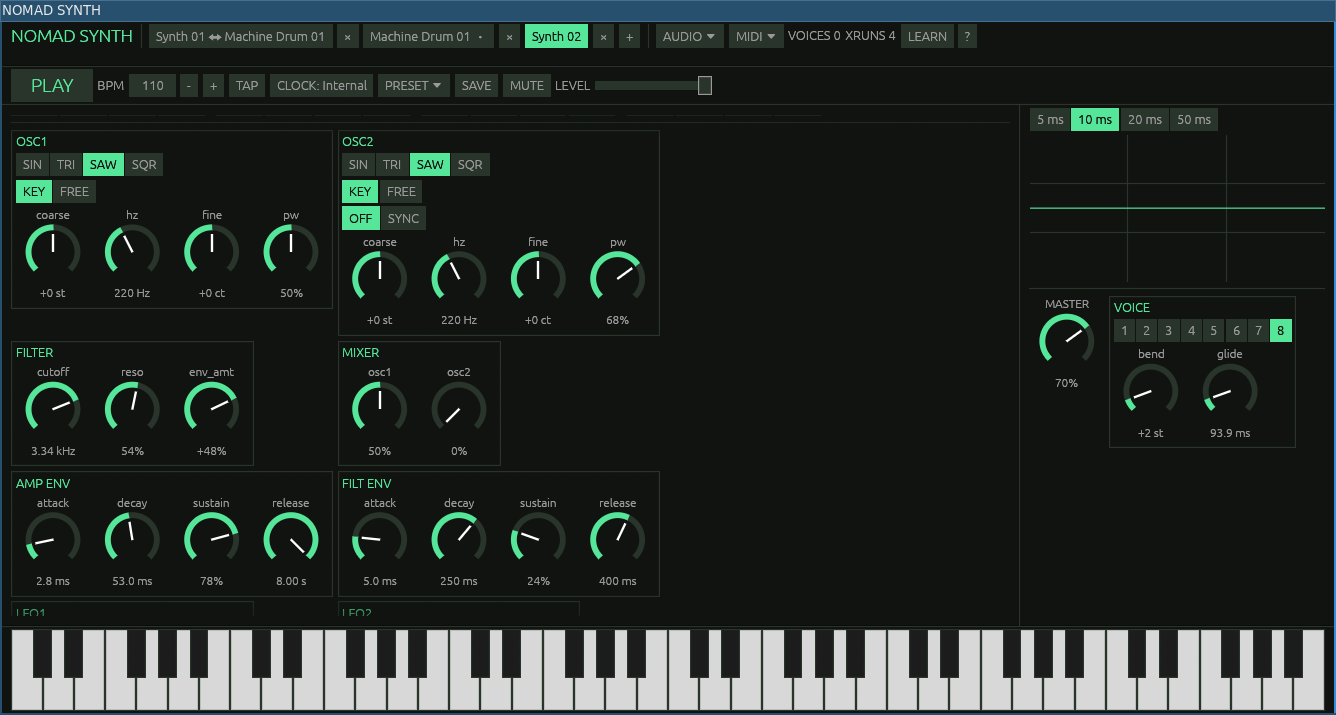 NOMAD SYNTH
NOMAD SYNTH Synth 01 ⬌ Machine Drum 01 × Machine Drum 01 · × Synth 02 × + AUDIO ▾ MIDI ▾ VOICES 0 XRUNS 4 LEARN ?
PLAY BPM 110 - + TAP CLOCK: Internal PRESET ▾ SAVE MUTE LEVEL
5 ms 10 ms 20 ms 50 ms
OSC1
SIN TRI SAW SQR
KEY FREE
coarse hz fine pw
+0 st 220 Hz +0 ct 50%
OSC2
SIN TRI SAW SQR
KEY FREE
OFF SYNC
coarse hz fine pw
+0 st 220 Hz +0 ct 68%
FILTER
cutoff reso env_amt
3.34 kHz 54% +48%
MIXER
osc1 osc2
50% 0%
AMP ENV
attack decay sustain release
2.8 ms 53.0 ms 78% 8.00 s
FILT ENV
attack decay sustain release
5.0 ms 250 ms 24% 400 ms
LFO1
LFO2
MASTER
70%
VOICE
1 2 3 4 5 6 7 8
bend glide
+2 st 93.9 ms